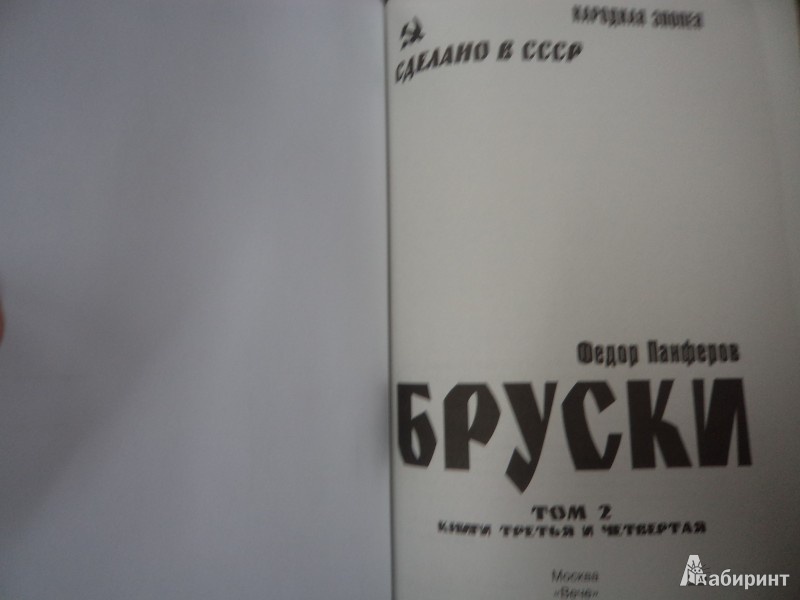 НАРОДНАЯ ЭПОПЕЯ
СДЕЛАНО В СССР
Федор Панферов
БРУСКИ
ТОМ 2
КНИГИ ТРЕТЬЯ И ЧЕТВЕРТАЯ
Москва
«Вече»
Лабиринт